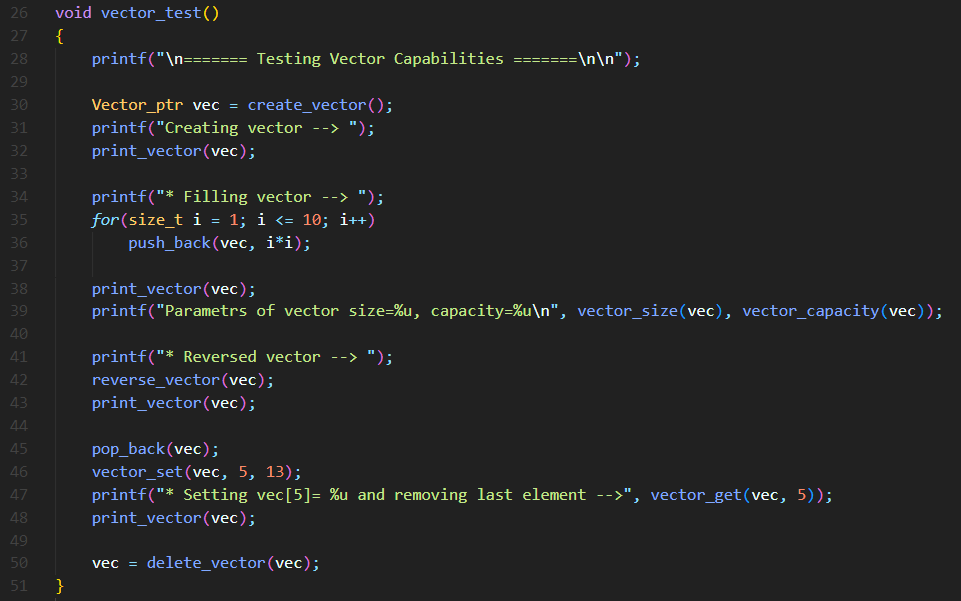 26 void vector_test()
27 {
28     printf("\n======= Testing Vector Capabilities =======\n\n");
29
30     Vector_ptr vec = create_vector();
31     printf("Creating vector --> ");
32     print_vector(vec);
33
34     printf("* Filling vector --> ");
35     for(size_t i = 1; i <= 10; i++)
36         push_back(vec, i*i);
37
38     print_vector(vec);
39     printf("Parametrs of vector size=%u, capacity=%u\n", vector_size(vec), vector_capacity(vec));
40
41     printf("* Reversed vector --> ");
42     reverse_vector(vec);
43     print_vector(vec);
44
45     pop_back(vec);
46     vector_set(vec, 5, 13);
47     printf("* Setting vec[5]= %u and removing last element -->", vector_get(vec, 5));
48     print_vector(vec);
49
50     vec = delete_vector(vec);
51 }